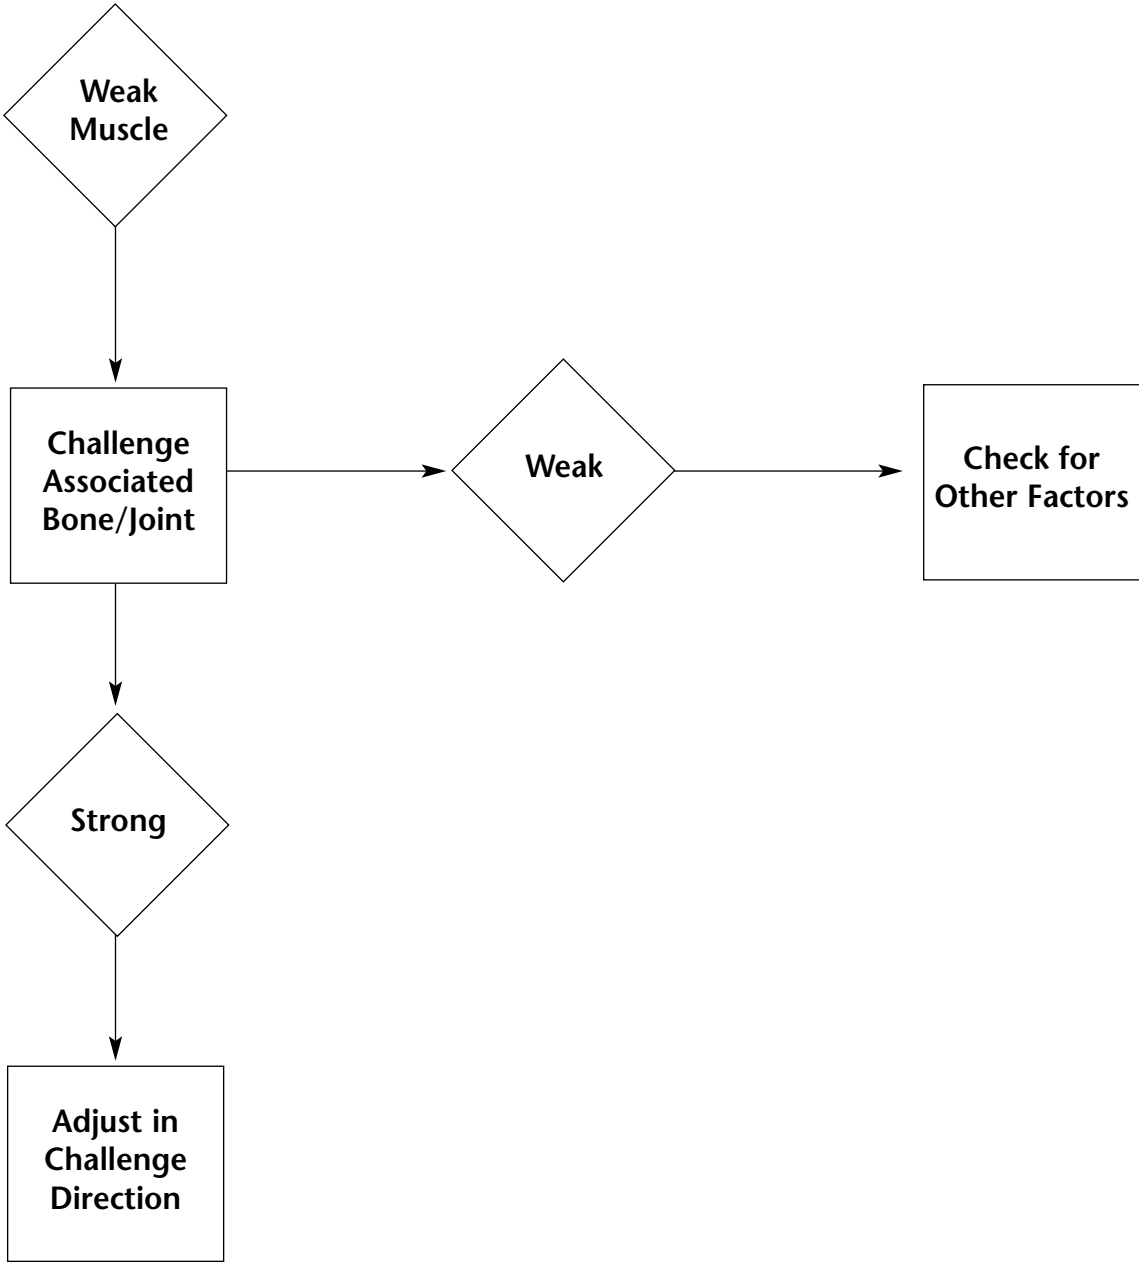 Weak
Muscle
Challenge
Associated
Bone/Joint
Weak
Check for
Other Factors
Strong
Adjust in
Challenge
Direction